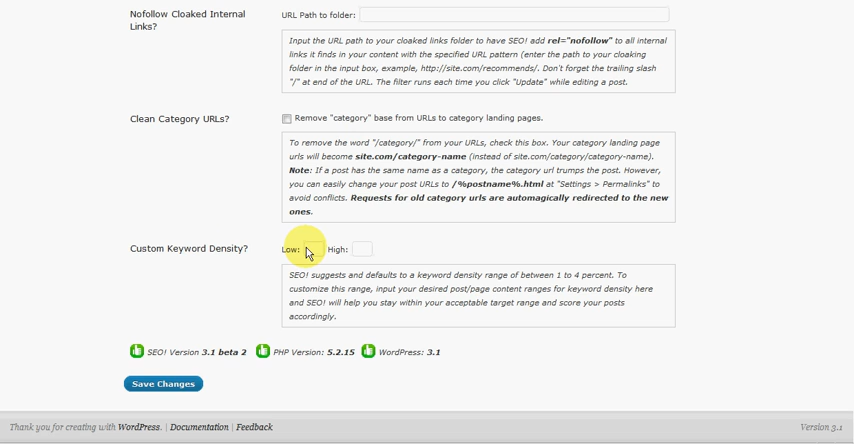 Nofollow Cloaked Internal
Links?
URL Path to folder:
Input the URL path to your cloaked links folder to have SEO! add rel="nofollow" to all internal
links it finds in your content with the specified URL pattern (enter the path to your cloaking
folder in the input box, example, http://site.com/recommends/. Don't forget the trailing slash
"/" at end of the URL. The filter runs each time you click "Update" while editing a post.
Clean Category URLs?
Remove "category" base from URLs to category landing pages.
To remove the word "/category/" from your URLs, check this box. Your category landing page
urls will become site.com/category-name (instead of site.com/category/category-name).
Note: If a post has the same name as a category, the category url trumps the post. However,
you can easily change your post URLs to /%postname%.html at "Settings > Permalinks" to
avoid conflicts. Requests for old category urls are automagically redirected to the new
ones.
Custom Keyword Density?
Low: High:
SEO! suggests and defaults to a keyword density range of between 1 to 4 percent. To
customize this range, input your desired post/page content ranges for keyword density here
and SEO! will help you stay within your acceptable target range and score your posts
accordingly.
SEO! Version 3.1 beta 2 PHP Version: 5.2.15 WordPress: 3.1
Save Changes
Thank you for creating with WordPress. | Documentation | Feedback
Version 3.1